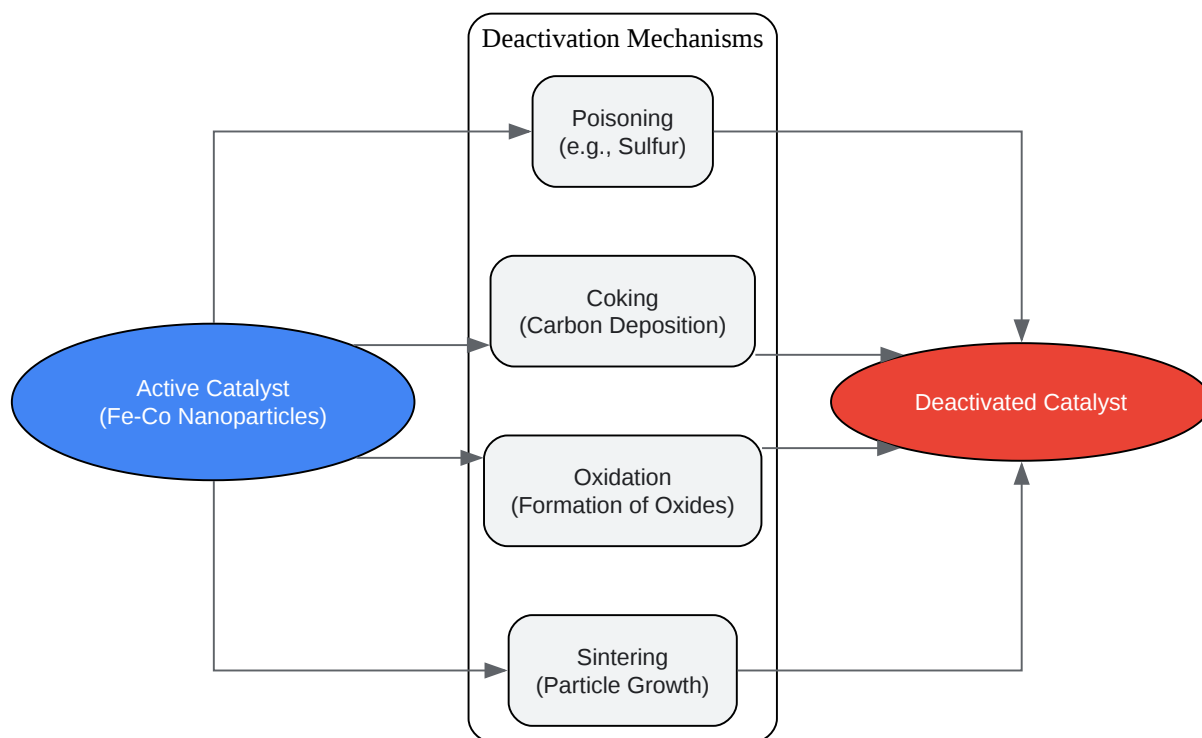 Deactivation Mechanisms
Poisoning
(e.g., Sulfur)
Coking
(Carbon Deposition)
Active Catalyst
(Fe-Co Nanoparticles)
Deactivated Catalyst
Oxidation
(Formation of Oxides)
Sintering
(Particle Growth)